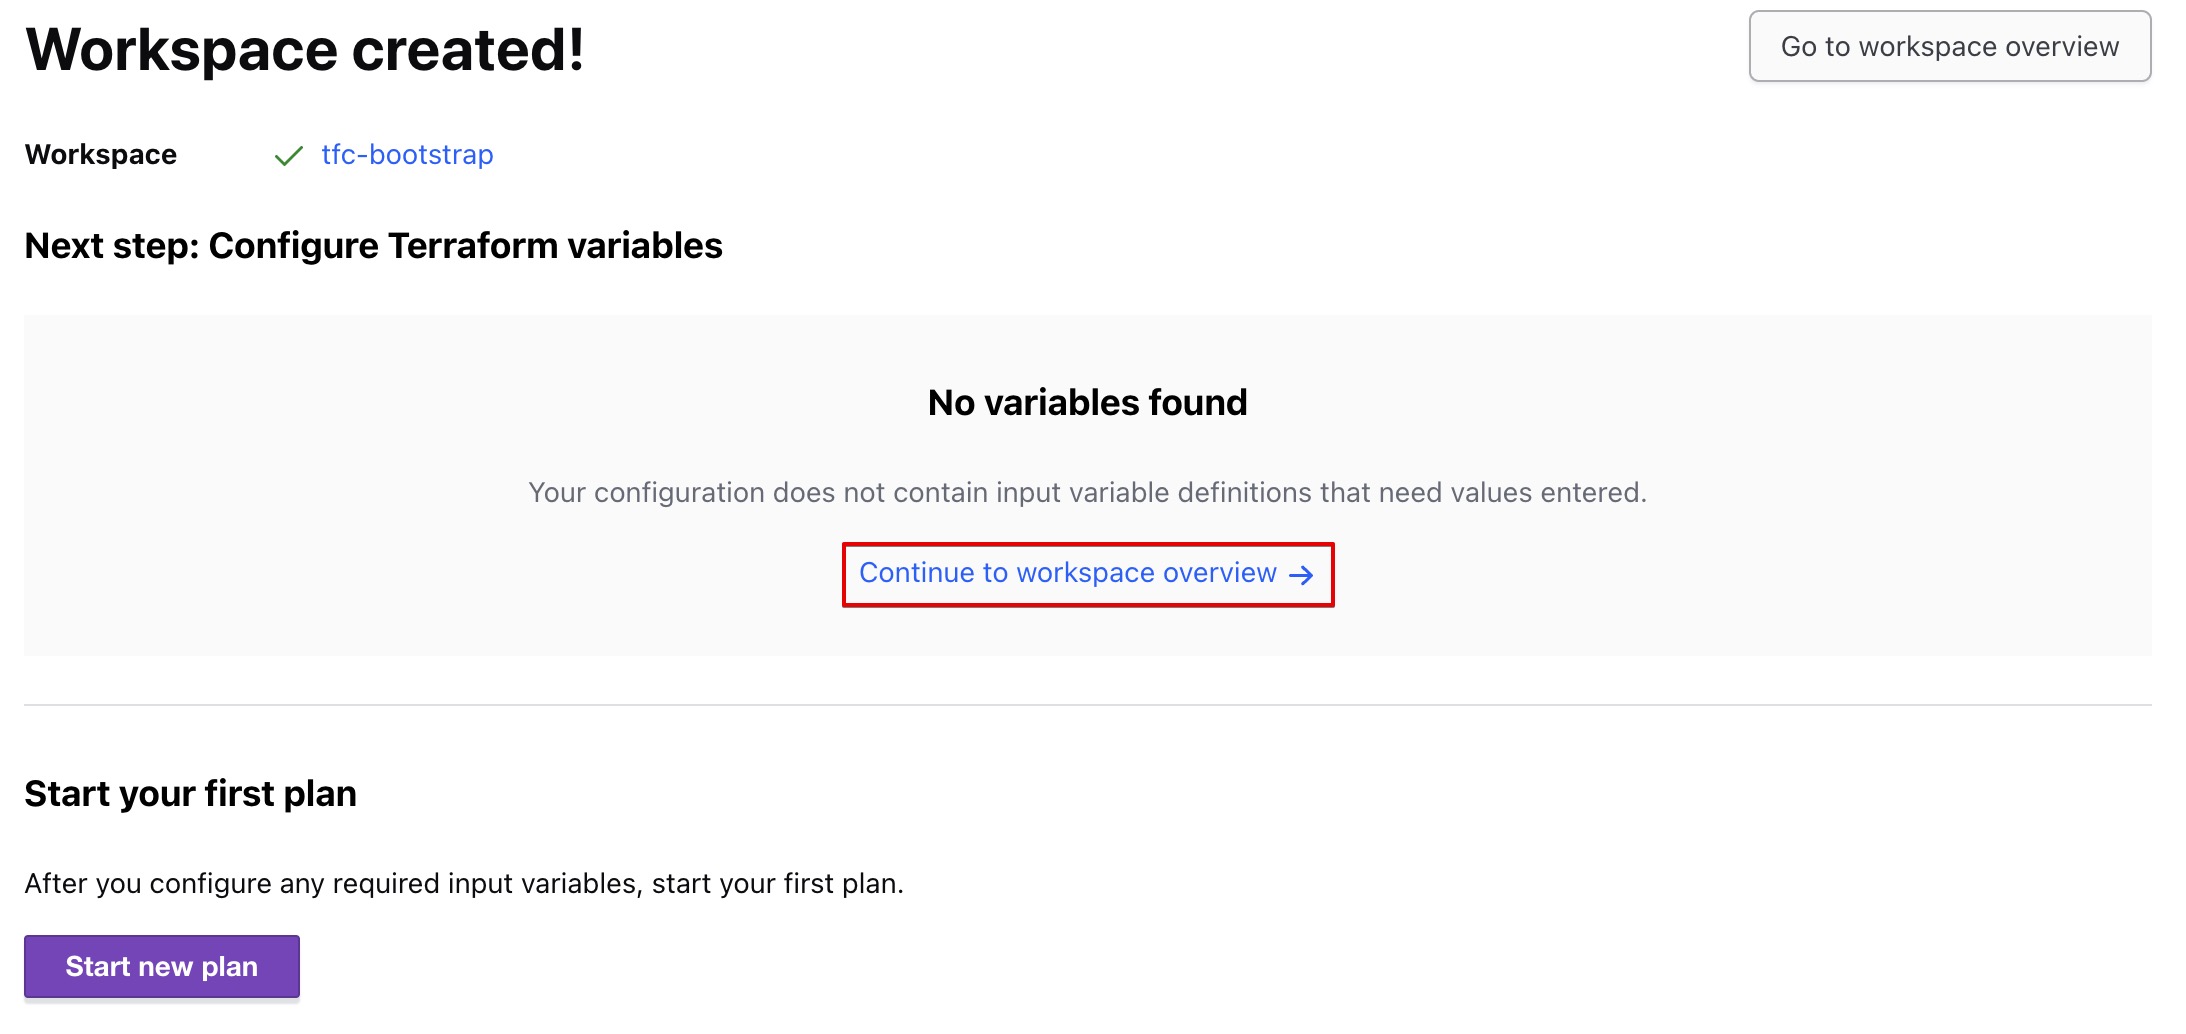 Workspace created!
Go to workspace overview
Workspace tfc-bootstrap
Next step: Configure Terraform variables
No variables found
Your configuration does not contain input variable definitions that need values entered.
Continue to workspace overview →
Start your first plan
After you configure any required input variables, start your first plan.
Start new plan